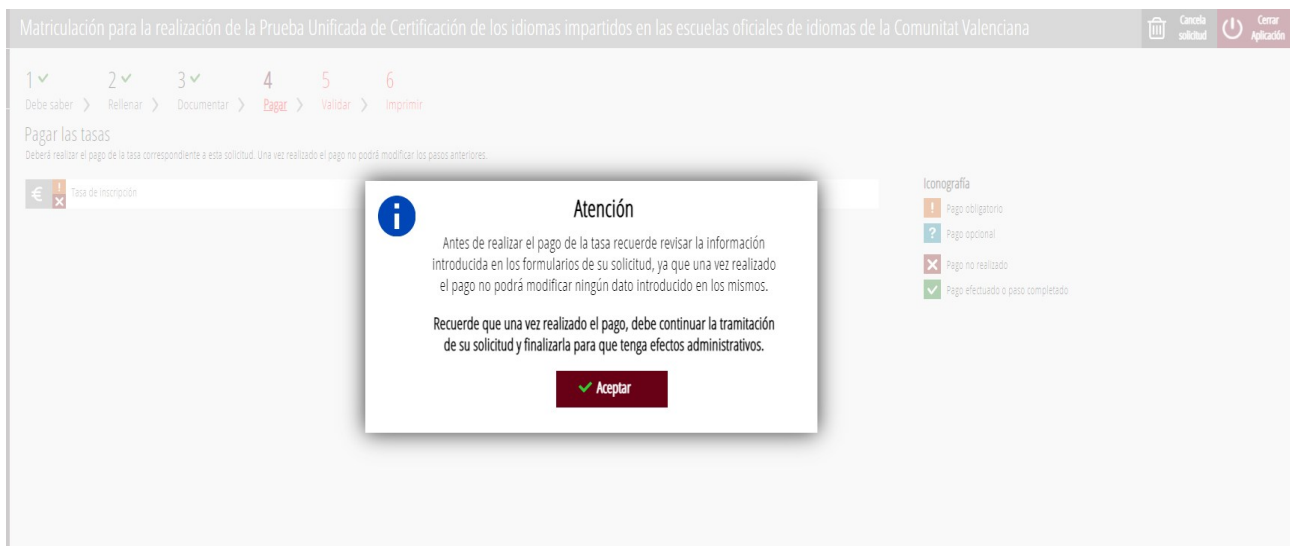 Matriculación para la realización de la Prueba Unificada de Certificación de los idiomas impartidos en las escuelas oficiales de idiomas de la Comunitat Valenciana
Cancela
solicitud
Cerrar
Aplicación
1 2 3 4 5 6
Debe saber > Rellenar > Documentar > Pagar > Validar > Imprimir
Pagar las tasas
Deberá realizar el pago de la tasa correspondiente a esta solicitud. Una vez realizado el pago no podrá modificar los pasos anteriores.
€ ! Tasa de inscripción
Atención
Antes de realizar el pago de la tasa recuerde revisar la información
introducida en los formularios de su solicitud, ya que una vez realizado
el pago no podrá modificar ningún dato introducido en los mismos.
Recuerde que una vez realizado el pago, debe continuar la tramitación
de su solicitud y finalizarla para que tenga efectos administrativos.
Aceptar
Iconografía
! Pago obligatorio
? Pago opcional
Pago no realizado
Pago efectuado o paso completado